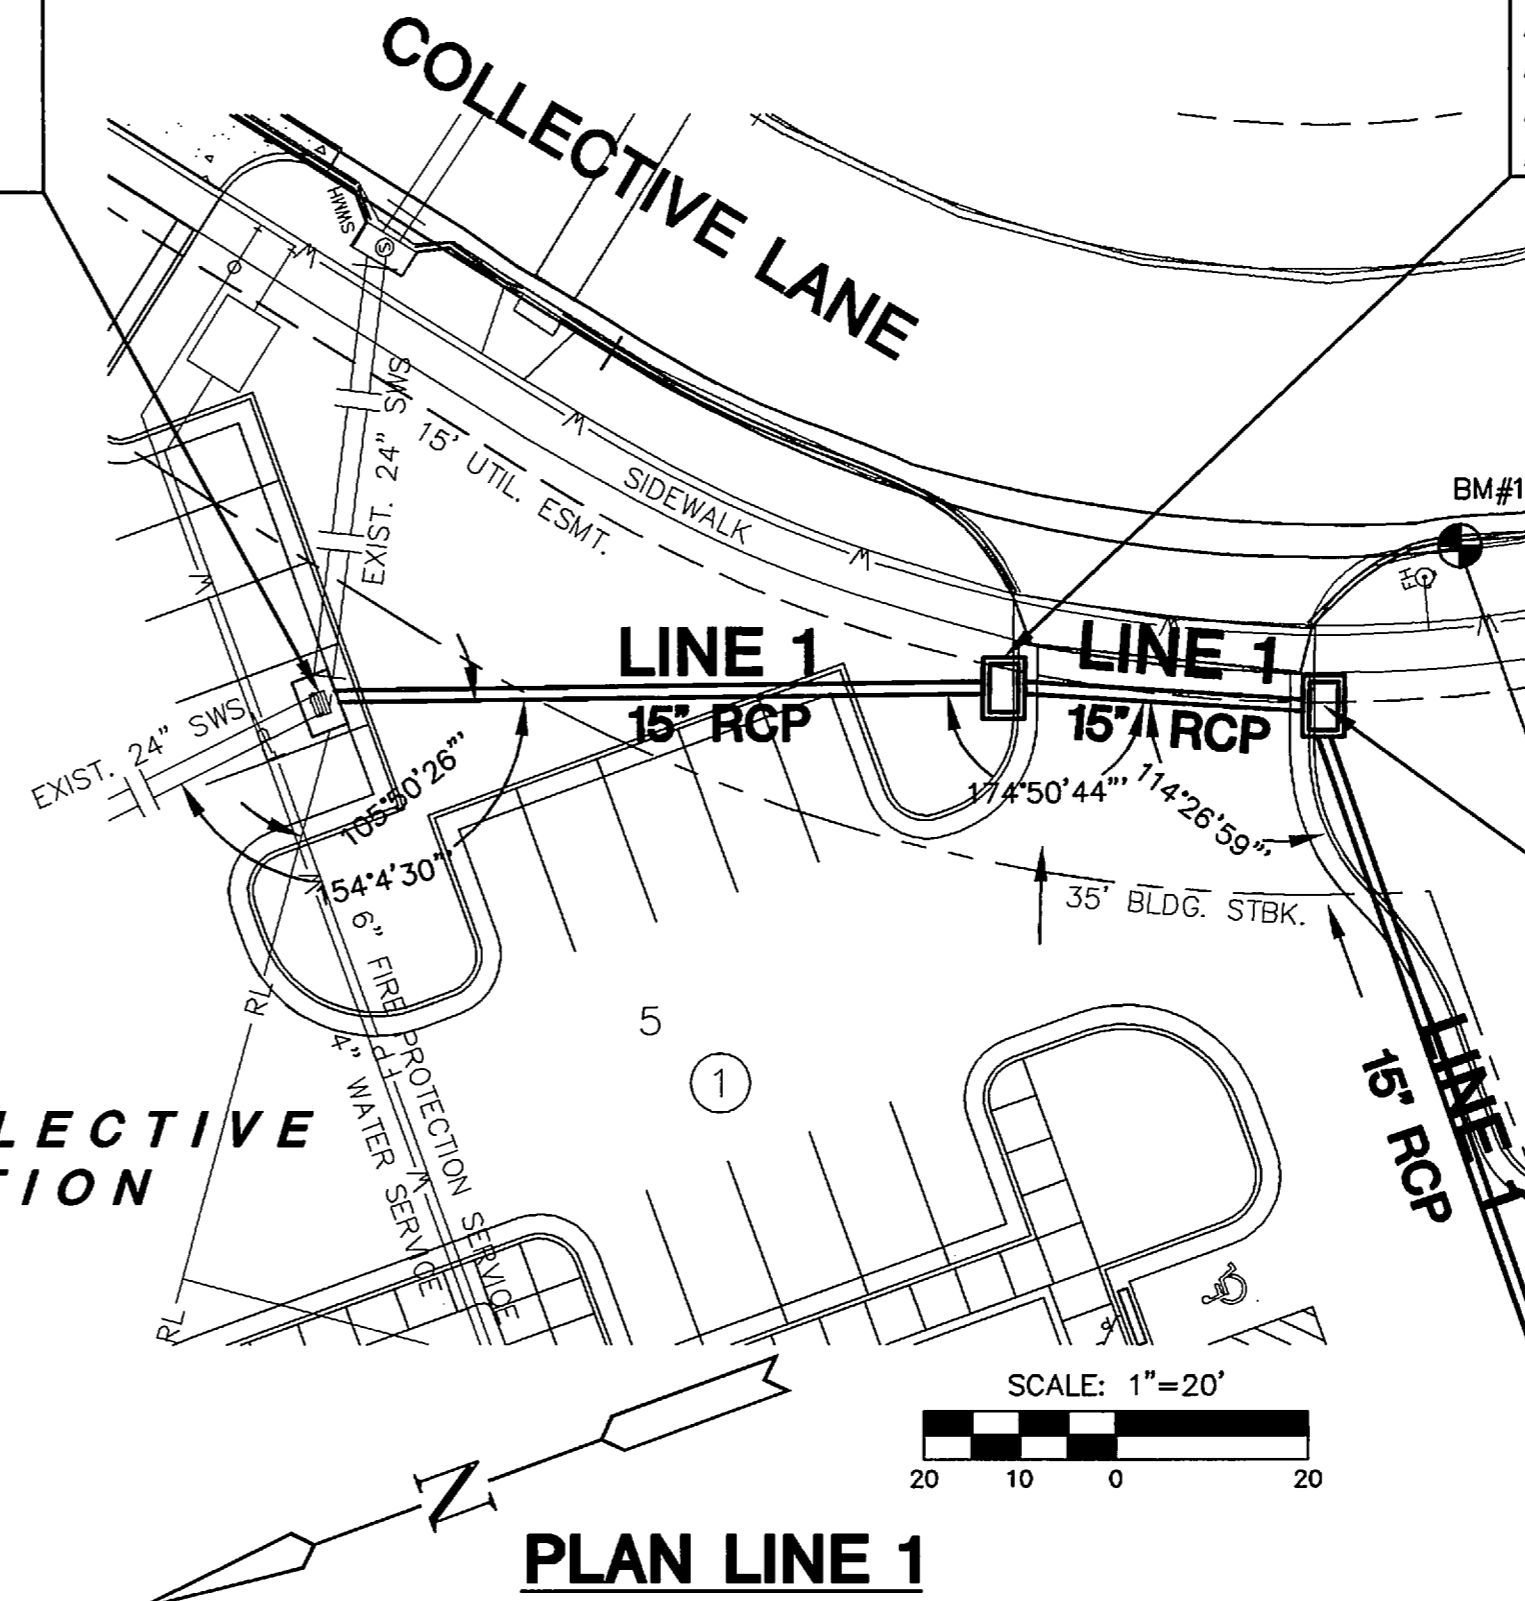 COLLECTIVE LANE
SWMH
S
EXIST. 24" SWS
15' UTIL. ESMT.
SIDEWALK
W
W
W
W
BM#1
FH
LINE 1
15" RCP
LINE 1
15" RCP
EXIST. 24" SWS
105°50'26"
154°4'30"
174°50'44"
114°26'59"
35' BLDG. STBK.
RL
6" FIRE PROTECTION SERVICE
4" WATER SERVICE
W
5
1
LINE 1
15" RCP
LECTIVE
TION
RL
SCALE: 1"=20'
20 10 0 20
N
PLAN LINE 1